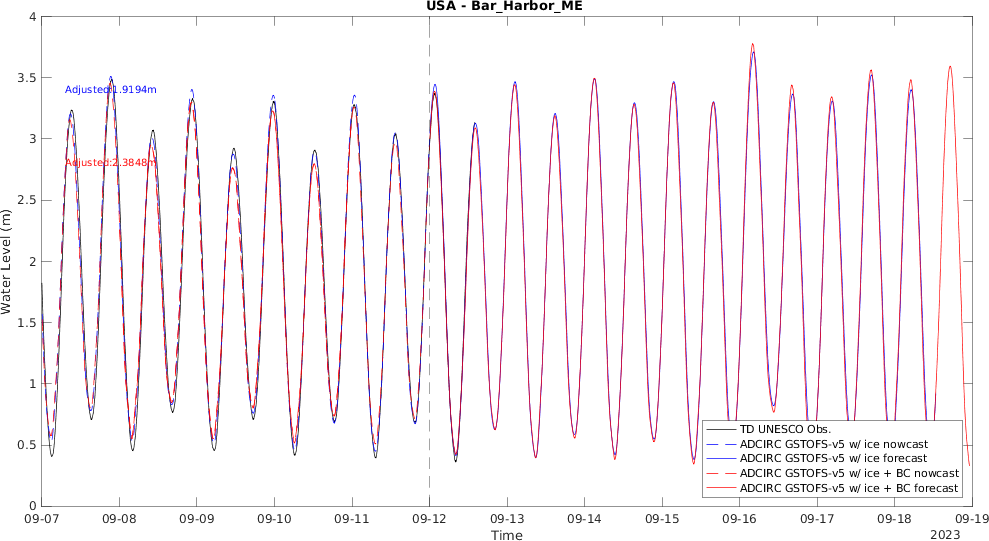 USA - Bar_Harbor_ME
4
3.5
3
2.5
2
1.5
1
0.5
0
Water Level (m)
Adjusted:1.9194m
Adjusted:2.3848m
TD UNESCO Obs.
ADCIRC GSTOFS-v5 w/ ice nowcast
ADCIRC GSTOFS-v5 w/ ice forecast
ADCIRC GSTOFS-v5 w/ ice + BC nowcast
ADCIRC GSTOFS-v5 w/ ice + BC forecast
09-07 09-08 09-09 09-10 09-11 09-12 09-13 09-14 09-15 09-16 09-17 09-18 09-19
Time
2023